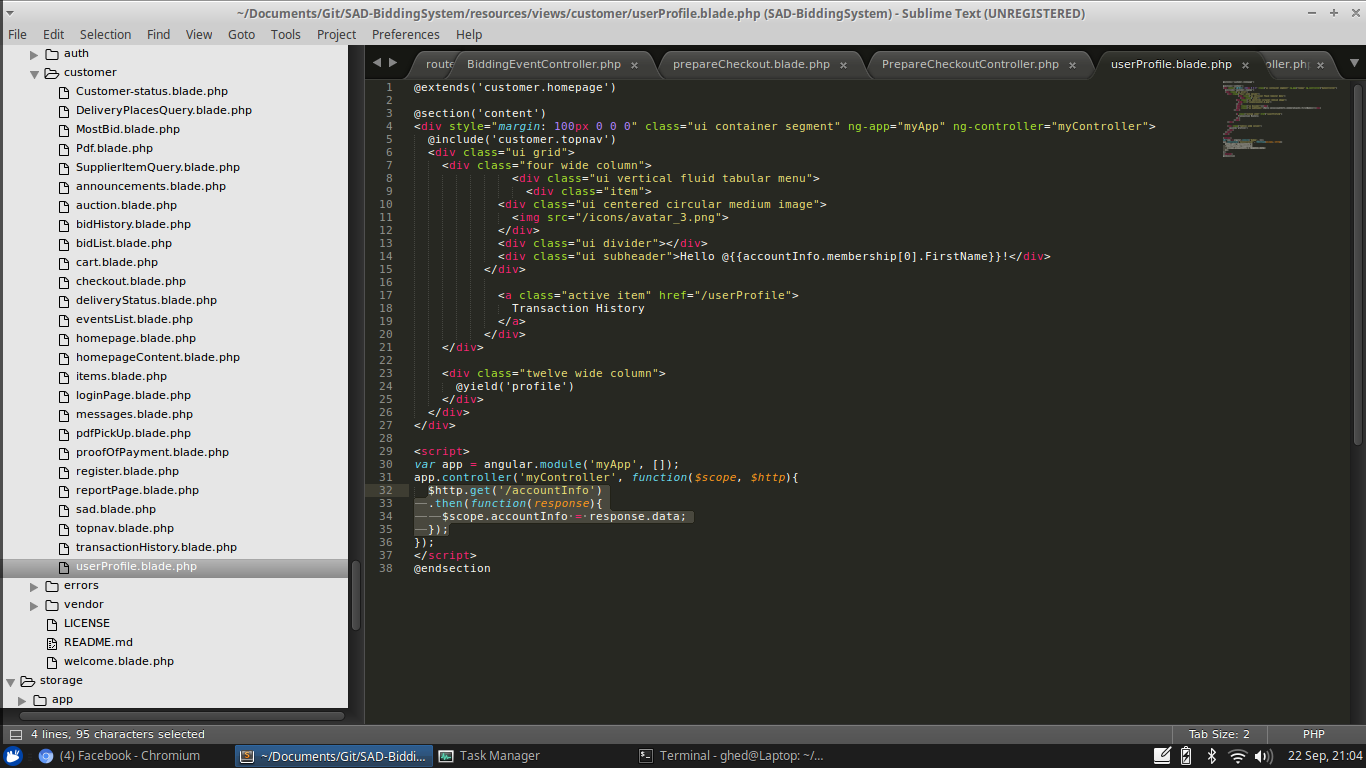 ~/Documents/Git/SAD-BiddingSystem/resources/views/customer/userProfile.blade.php (SAD-BiddingSystem) - Sublime Text (UNREGISTERED)
File Edit Selection Find View Goto Tools Project Preferences Help
auth
customer
Customer-status.blade.php
DeliveryPlacesQuery.blade.php
MostBid.blade.php
Pdf.blade.php
SupplierItemQuery.blade.php
announcements.blade.php
auction.blade.php
bidHistory.blade.php
bidList.blade.php
cart.blade.php
checkout.blade.php
deliveryStatus.blade.php
eventsList.blade.php
homepage.blade.php
homepageContent.blade.php
items.blade.php
loginPage.blade.php
messages.blade.php
pdfPickUp.blade.php
proofOfPayment.blade.php
register.blade.php
reportPage.blade.php
sad.blade.php
topnav.blade.php
transactionHistory.blade.php
userProfile.blade.php
errors
vendor
LICENSE
README.md
welcome.blade.php
storage
app
route BiddingEventController.php prepareCheckout.blade.php PrepareCheckoutController.php userProfile.blade.php oller.php
1 @extends('customer.homepage')
2
3 @section('content')
4 <div style="margin: 100px 0 0 0" class="ui container segment" ng-app="myApp" ng-controller="myController">
5 @include('customer.topnav')
6 <div class="ui grid">
7 <div class="four wide column">
8 <div class="ui vertical fluid tabular menu">
9 <div class="item">
10 <div class="ui centered circular medium image">
11 <img src="/icons/avatar_3.png">
12 </div>
13 <div class="ui divider"></div>
14 <div class="ui subheader">Hello @{{accountInfo.membership[0].FirstName}}!</div>
15 </div>
16
17 <a class="active item" href="/userProfile">
18 Transaction History
19 </a>
20 </div>
21 </div>
22
23 <div class="twelve wide column">
24 @yield('profile')
25 </div>
26 </div>
27 </div>
28
29 <script>
30 var app = angular.module('myApp', []);
31 app.controller('myController', function($scope, $http){
32 $http.get('/accountInfo')
33 .then(function(response){
34 $scope.accountInfo = response.data;
35 });
36 });
37 </script>
38 @endsection
4 lines, 95 characters selected
Tab Size: 2 PHP
(4) Facebook - Chromium ~/Documents/Git/SAD-Biddi... Task Manager Terminal - ghed@Laptop: ~/... 22 Sep, 21:04